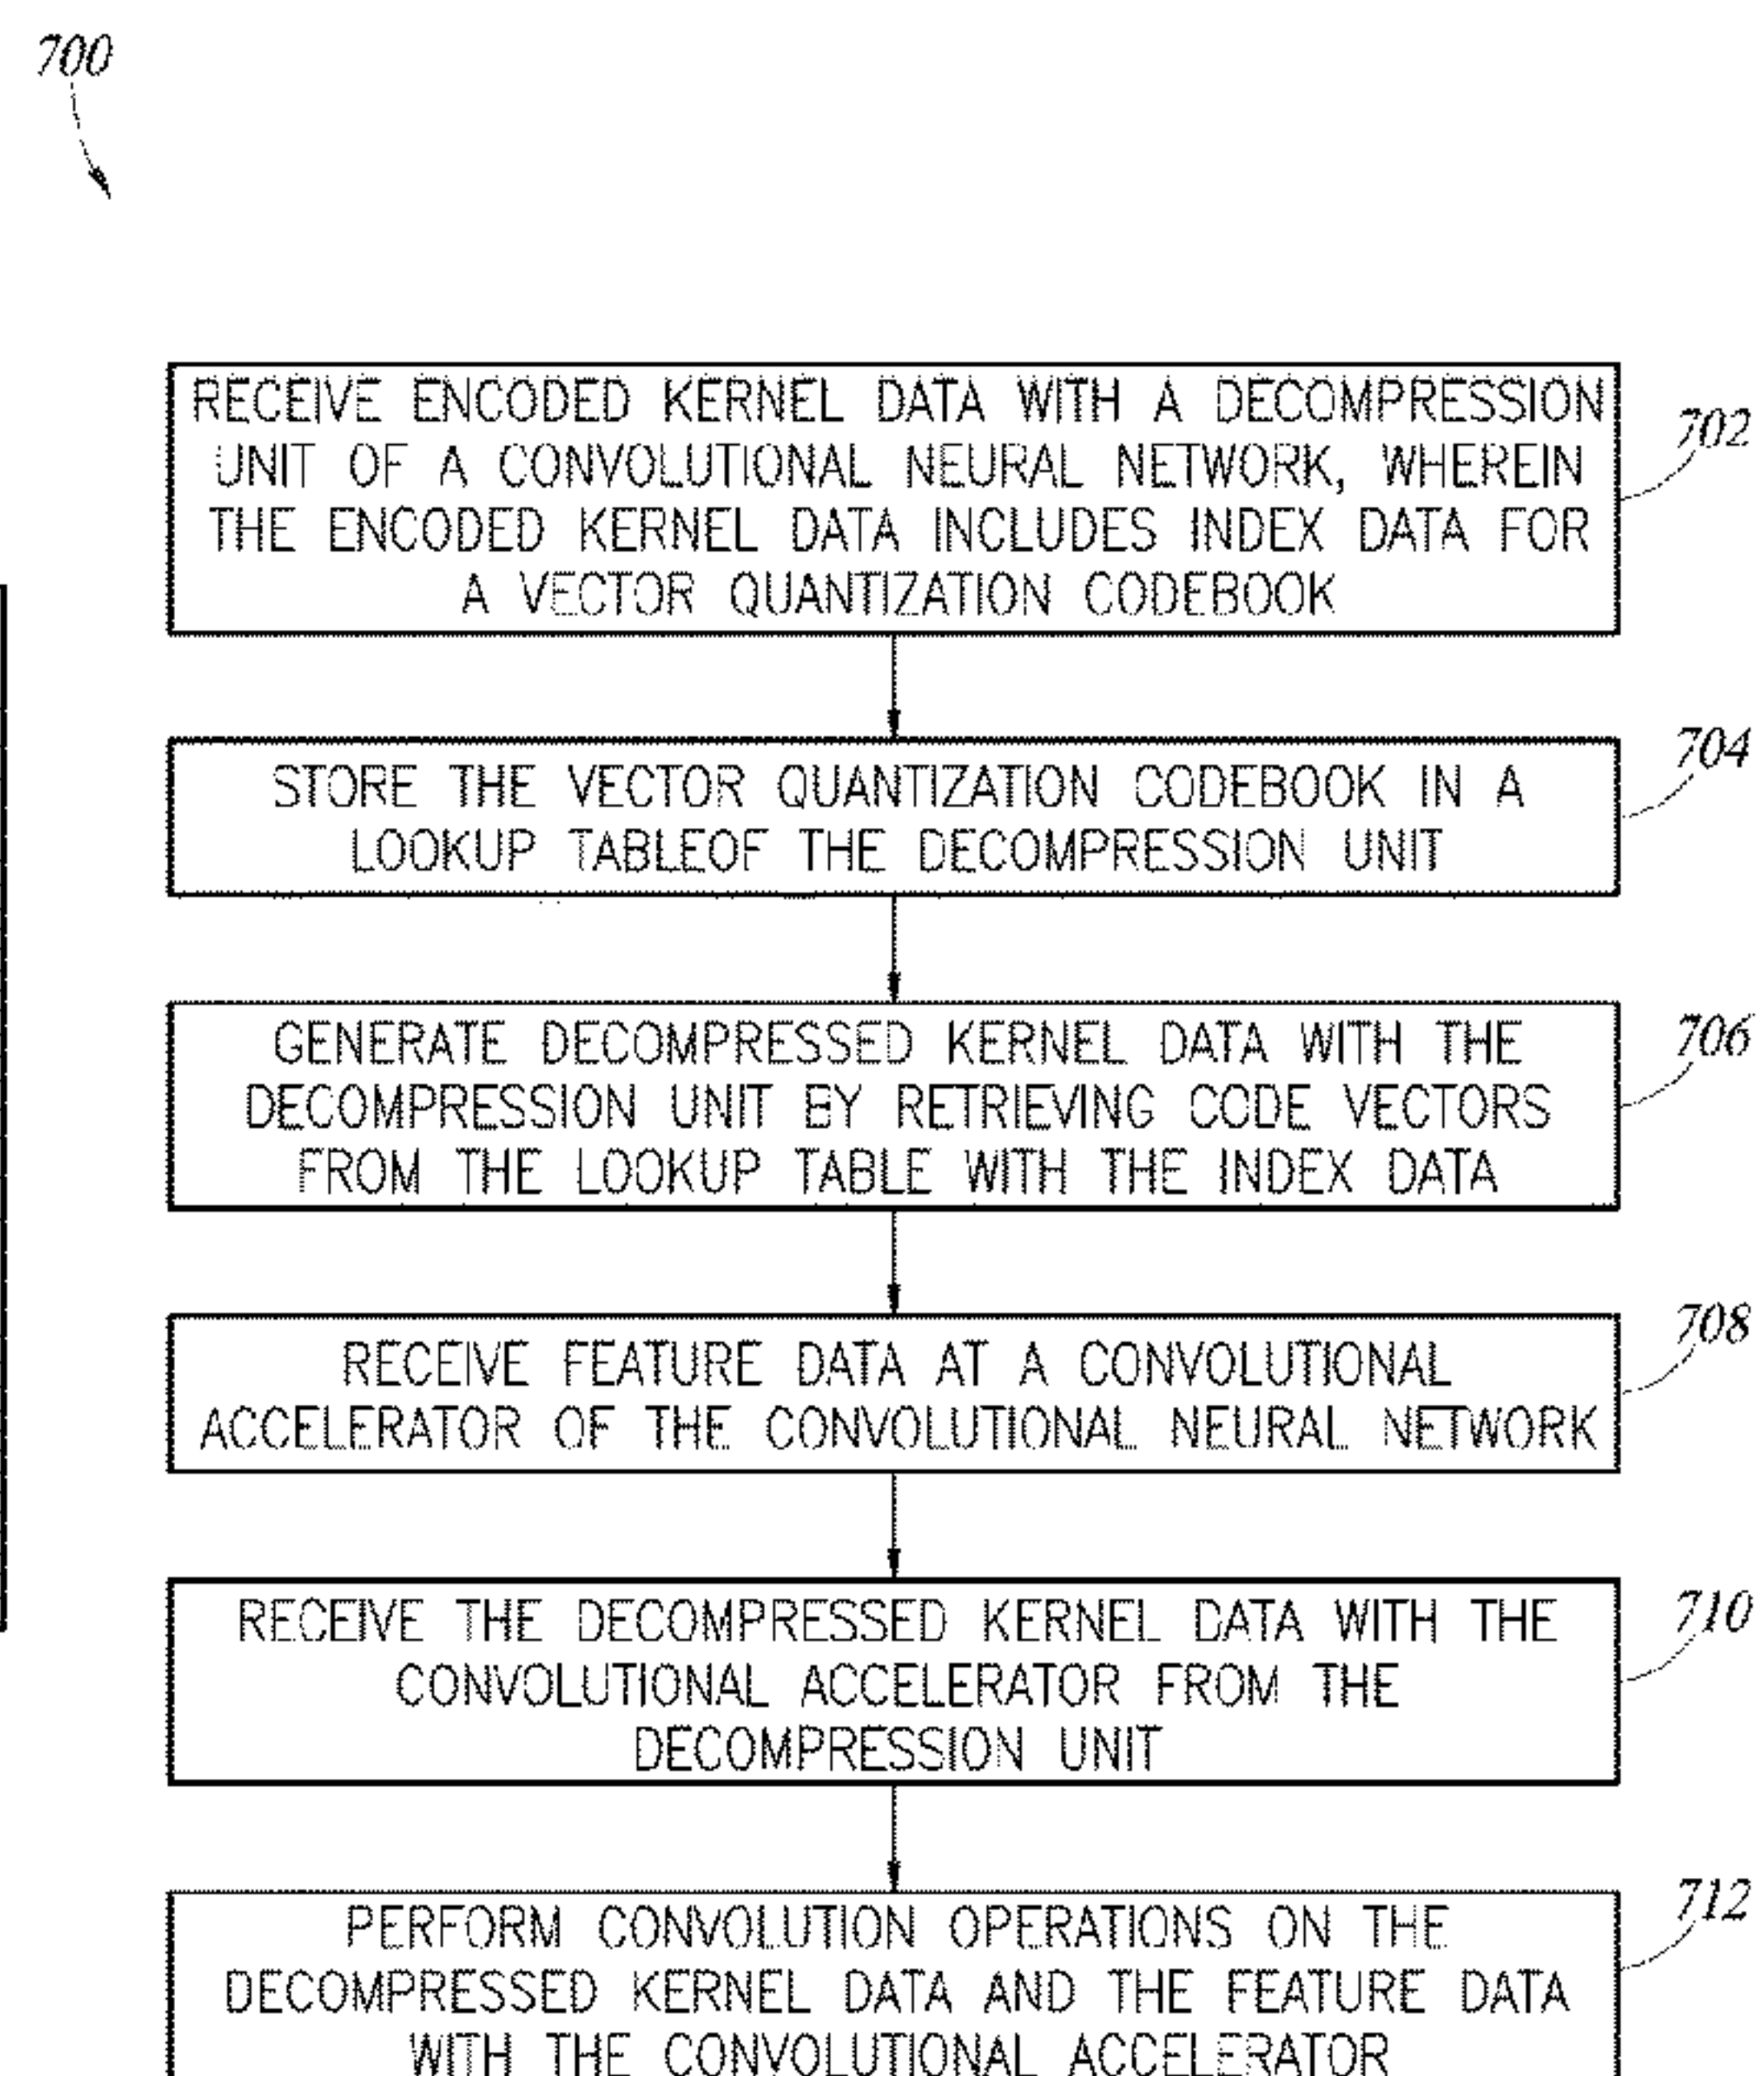 700
RECEIVE ENCODED KERNEL DATA WITH A DECOMPRESSION
UNIT OF A CONVOLUTIONAL NEURAL NETWORK, WHEREIN
THE ENCODED KERNEL DATA INCLUDES INDEX DATA FOR
A VECTOR QUANTIZATION CODEBOOK
702
STORE THE VECTOR QUANTIZATION CODEBOOK IN A
LOOKUP TABLEOF THE DECOMPRESSION UNIT
704
GENERATE DECOMPRESSED KERNEL DATA WITH THE
DECOMPRESSION UNIT BY RETRIEVING CODE VECTORS
FROM THE LOOKUP TABLE WITH THE INDEX DATA
706
RECEIVE FEATURE DATA AT A CONVOLUTIONAL
ACCELERATOR OF THE CONVOLUTIONAL NEURAL NETWORK
708
RECEIVE THE DECOMPRESSED KERNEL DATA WITH THE
CONVOLUTIONAL ACCELERATOR FROM THE
DECOMPRESSION UNIT
710
PERFORM CONVOLUTION OPERATIONS ON THE
DECOMPRESSED KERNEL DATA AND THE FEATURE DATA
WITH THE CONVOLUTIONAL ACCELERATOR
712